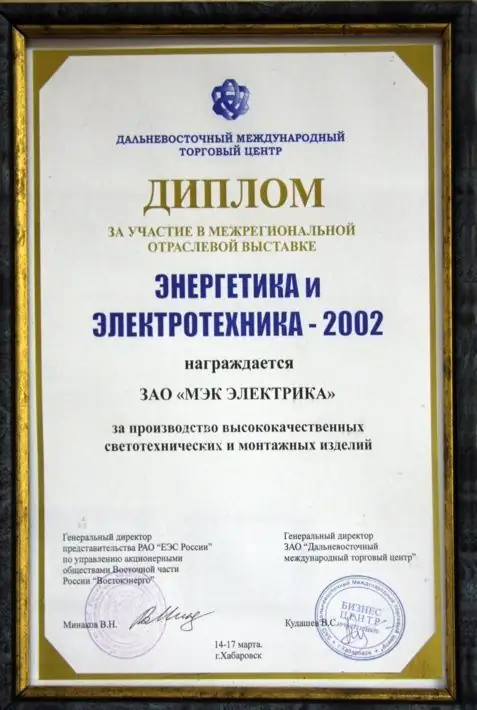 ДАЛЬНЕВОСТОЧНЫЙ МЕЖДУНАРОДНЫЙ
ТОРГОВЫЙ ЦЕНТР
ДИПЛОМ
ЗА УЧАСТИЕ В МЕЖРЕГИОНАЛЬНОЙ
ОТРАСЛЕВОЙ ВЫСТАВКЕ
ЭНЕРГЕТИКА и
ЭЛЕКТРОТЕХНИКА - 2002
награждается
ЗАО «МЭК ЭЛЕКТРИКА»
за производство высококачественных
светотехнических и монтажных изделий
Генеральный директор
представительства РАО “ЕЭС России”
по управлению акционерными
обществами Восточной части
России “Востокэнерго”
Минаков В.Н.
Генеральный директор
ЗАО “Дальневосточный
международный торговый центр”
Кудашев В.С.
БИЗНЕС
ЦЕНТР
14-17 марта.
г.Хабаровск